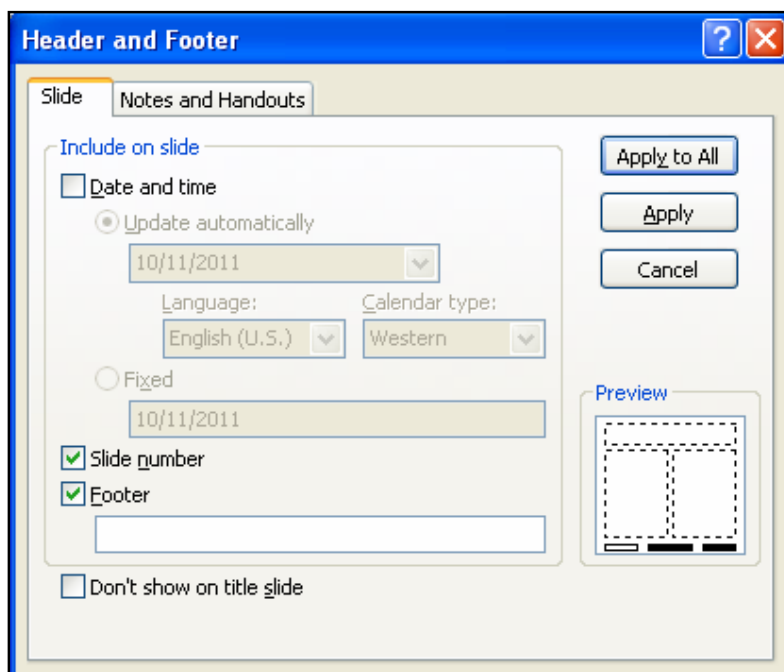 Header and Footer
Slide
Notes and Handouts
Include on slide
Date and time
Update automatically
10/11/2011
Language:
Calendar type:
English (U.S.)
Western
Fixed
10/11/2011
Slide number
Footer
Don't show on title slide
Apply to All
Apply
Cancel
Preview